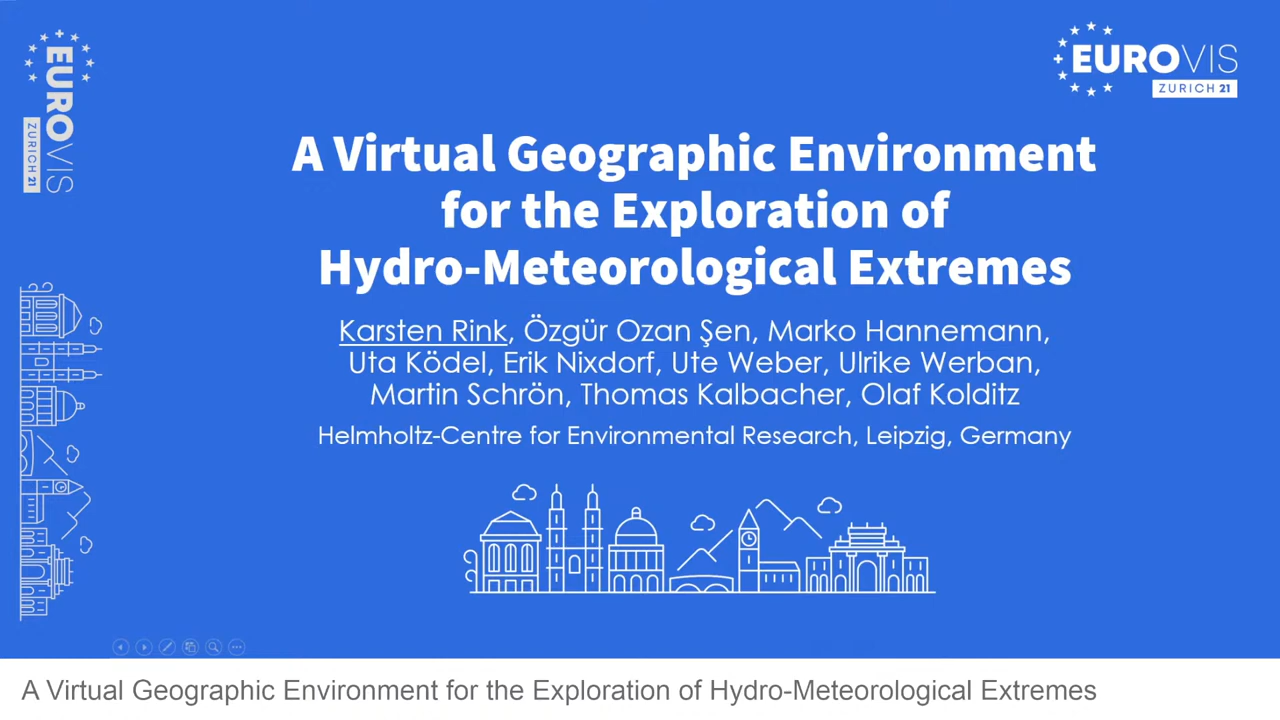 EUROVIS
ZURICH 21
EUROVIS
ZURICH 21
A Virtual Geographic Environment
for the Exploration of
Hydro-Meteorological Extremes
Karsten Rink, Özgür Ozan Şen, Marko Hannemann,
Uta Ködel, Erik Nixdorf, Ute Weber, Ulrike Werban,
Martin Schrön, Thomas Kalbacher, Olaf Kolditz
Helmholtz-Centre for Environmental Research, Leipzig, Germany
A Virtual Geographic Environment for the Exploration of Hydro-Meteorological Extremes